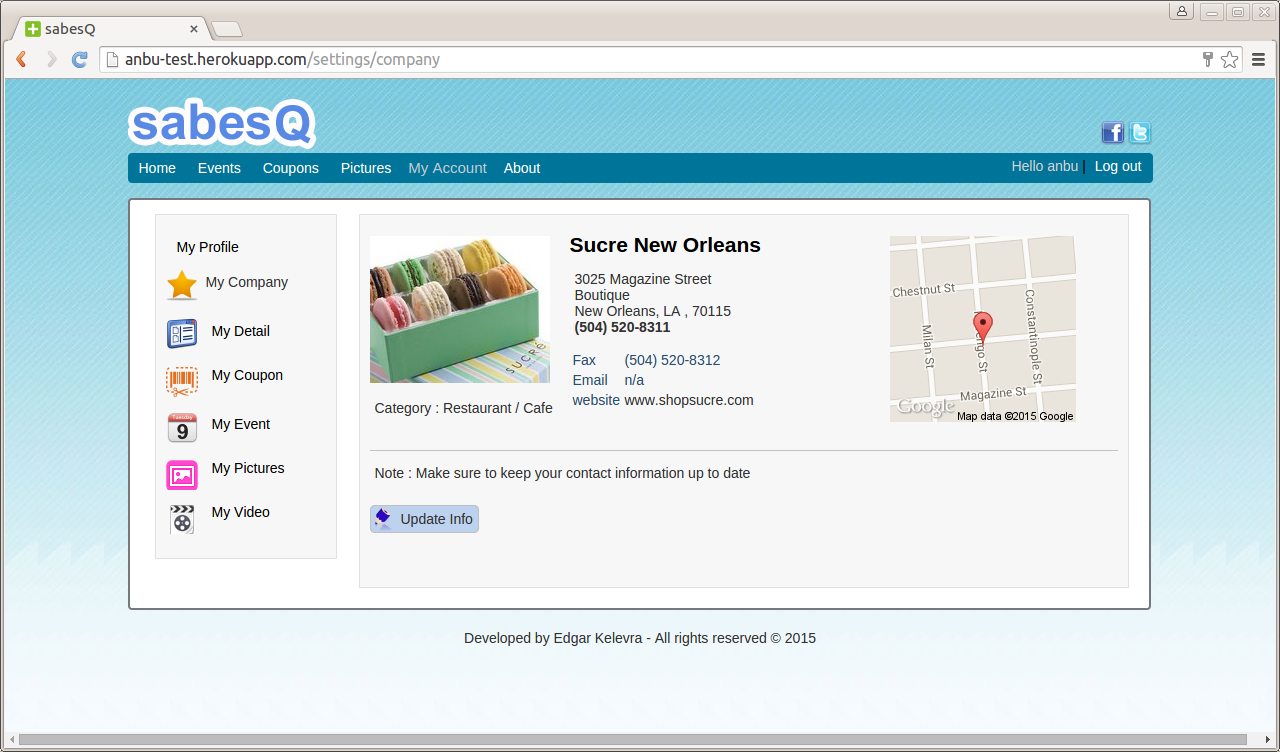 sabesQ
anbu-test.herokuapp.com/settings/company
sabesQ
Home Events Coupons Pictures My Account About Hello anbu | Log out
My Profile
My Company
My Detail
My Coupon
Tuesday
9
My Event
My Pictures
My Video
SUCRE
Category : Restaurant / Cafe
Sucre New Orleans
3025 Magazine Street
Boutique
New Orleans, LA , 70115
(504) 520-8311
Fax (504) 520-8312
Email n/a
website www.shopsucre.com
Chestnut St
Milan St
Constantinople St
Magazine St
Google
Map data ©2015 Google
Note : Make sure to keep your contact information up to date
Update Info
Developed by Edgar Kelevra - All rights reserved © 2015